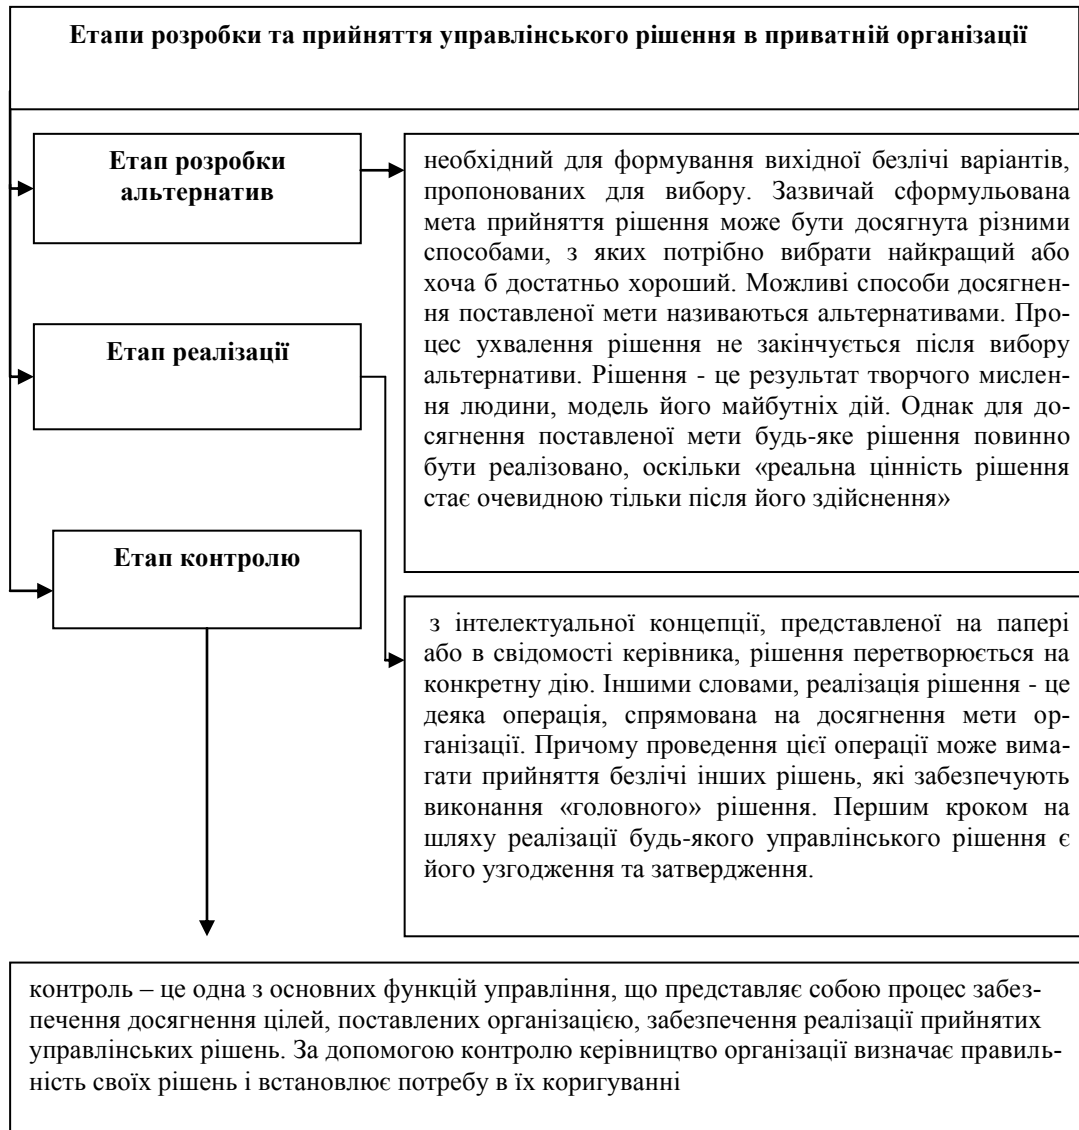 Етапи розробки та прийняття управлінського рішення в приватній організації
Етап розробки
альтернатив
необхідний для формування вихідної безлічі варіантів,
пропонованих для вибору. Зазвичай сформульована
мета прийняття рішення може бути досягнута різними
способами, з яких потрібно вибрати найкращий або
хоча б достатньо хороший. Можливі способи досягнен-
ня поставленої мети називаються альтернативами. Про-
цес ухвалення рішення не закінчується після вибору
альтернативи. Рішення - це результат творчого мислен-
ня людини, модель його майбутніх дій. Однак для до-
сягнення поставленої мети будь-яке рішення повинно
бути реалізовано, оскільки «реальна цінність рішення
стає очевидною тільки після його здійснення»
Етап реалізації
з інтелектуальної концепції, представленої на папері
або в свідомості керівника, рішення перетворюється на
конкретну дію. Іншими словами, реалізація рішення - це
деяка операція, спрямована на досягнення мети ор-
ганізації. Причому проведення цієї операції може вима-
гати прийняття безлічі інших рішень, які забезпечують
виконання «головного» рішення. Першим кроком на
шляху реалізації будь-якого управлінського рішення є
його узгодження та затвердження.
Етап контролю
контроль – це одна з основних функцій управління, що представляє собою процес забез-
печення досягнення цілей, поставлених організацією, забезпечення реалізації прийнятих
управлінських рішень. За допомогою контролю керівництво організації визначає правиль-
ність своїх рішень і встановлює потребу в їх коригуванні